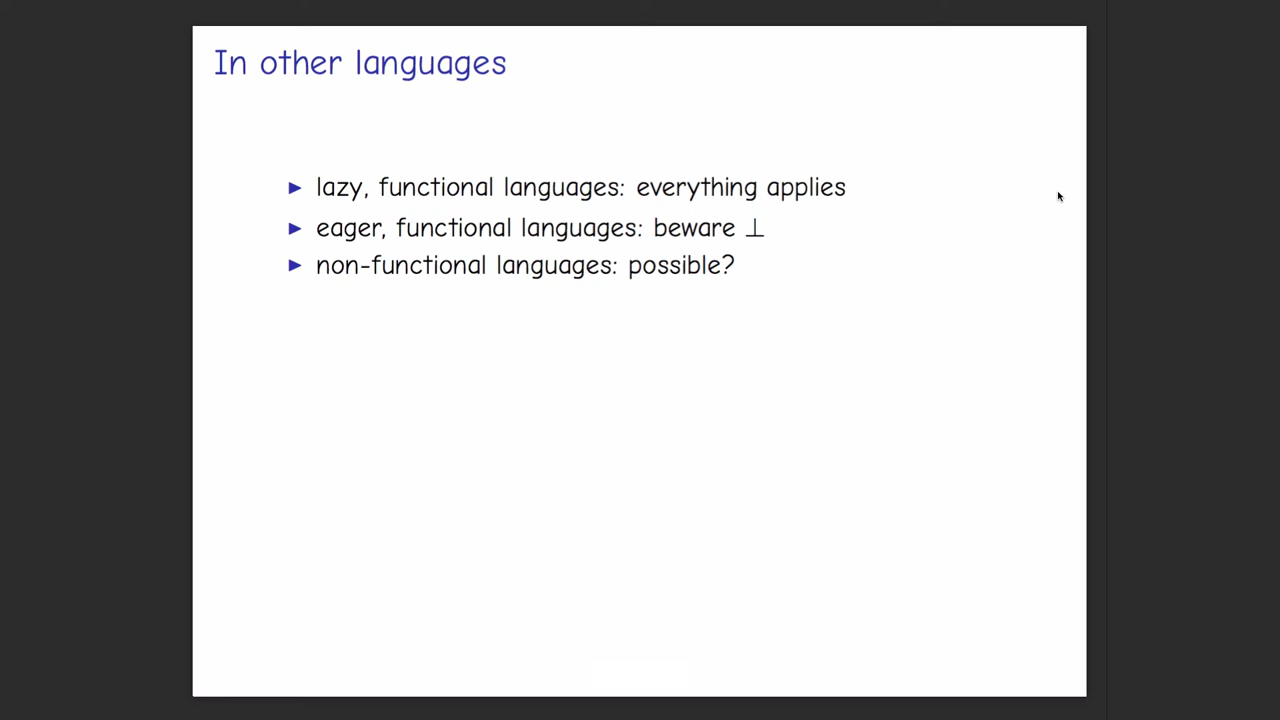 In other languages
▶ lazy, functional languages: everything applies
▶ eager, functional languages: beware ⊥
▶ non-functional languages: possible?